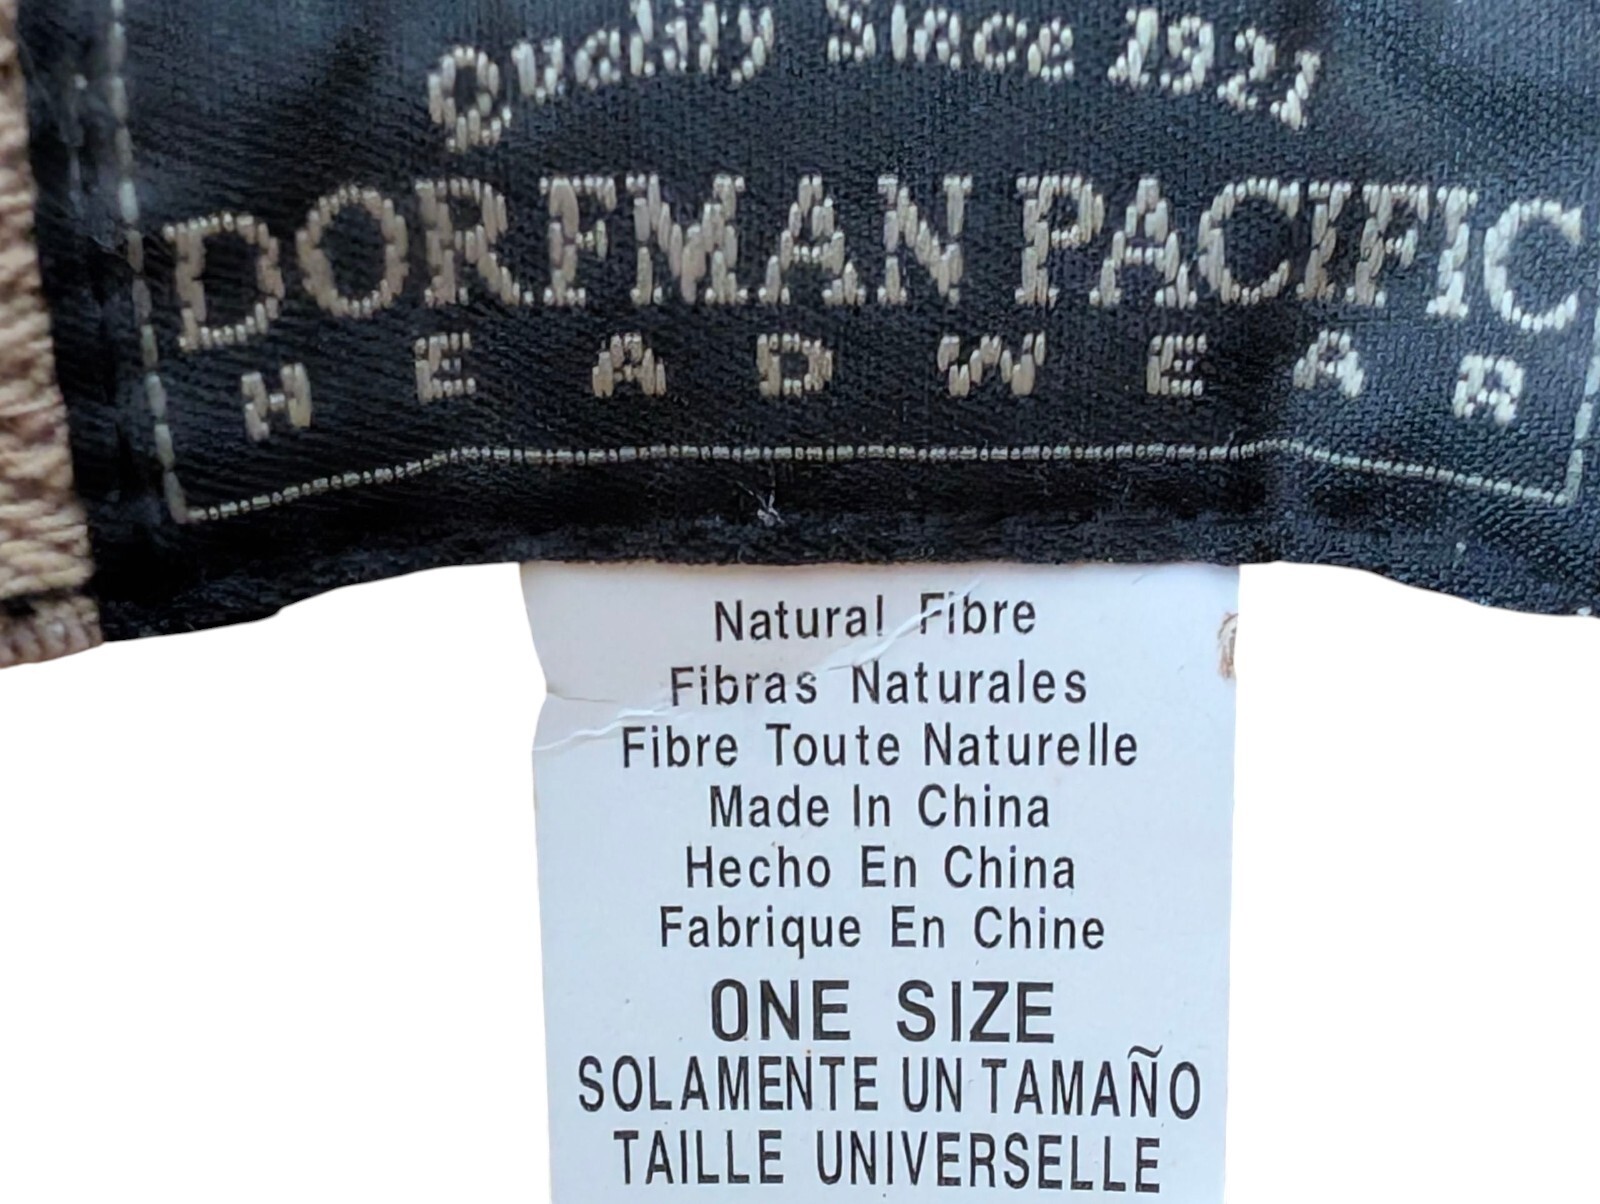 Quality Since 1921
DORFMAN PACIFIC
HEADWEAR
Natural Fibre
Fibras Naturales
Fibre Toute Naturelle
Made In China
Hecho En China
Fabrique En Chine
ONE SIZE
SOLAMENTE UN TAMAÑO
TAILLE UNIVERSELLE